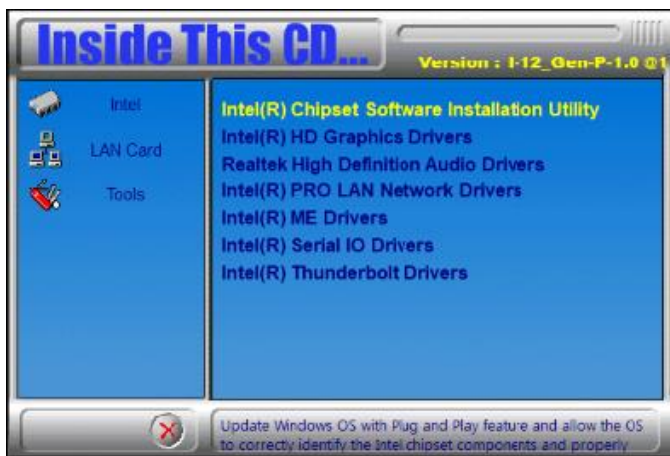 Inside This CD...
Version : I-12_Gen-P-1.0 @1
Intel
LAN Card
Tools
Intel(R) Chipset Software Installation Utility
Intel(R) HD Graphics Drivers
Realtek High Definition Audio Drivers
Intel(R) PRO LAN Network Drivers
Intel(R) ME Drivers
Intel(R) Serial IO Drivers
Intel(R) Thunderbolt Drivers
Update Windows OS with Plug and Play feature and allow the OS
to correctly identify the Intel chipset components and properly